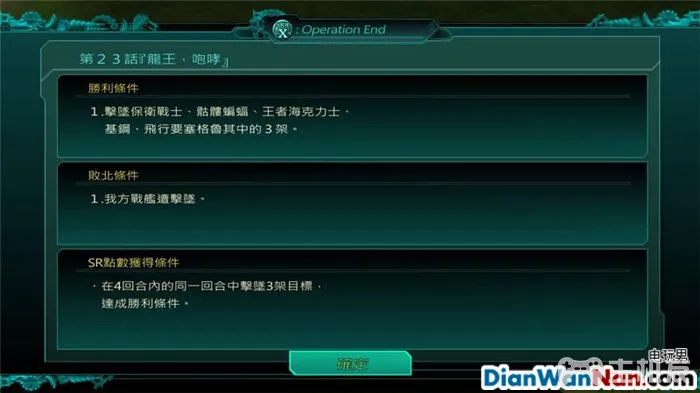 X : Operation End
第２３話『龍王，咆哮』
勝利條件
１.擊墜保衛戰士、骷髏蝙蝠、王者海克力士、
基鋼、飛行要塞格魯其中的３架。
敗北條件
１.我方戰艦遭擊墜。
SR點數獲得條件
．在4回合內的同一回合中擊墜3架目標，
達成勝利條件。
確定
电玩男
DianWanNan.com